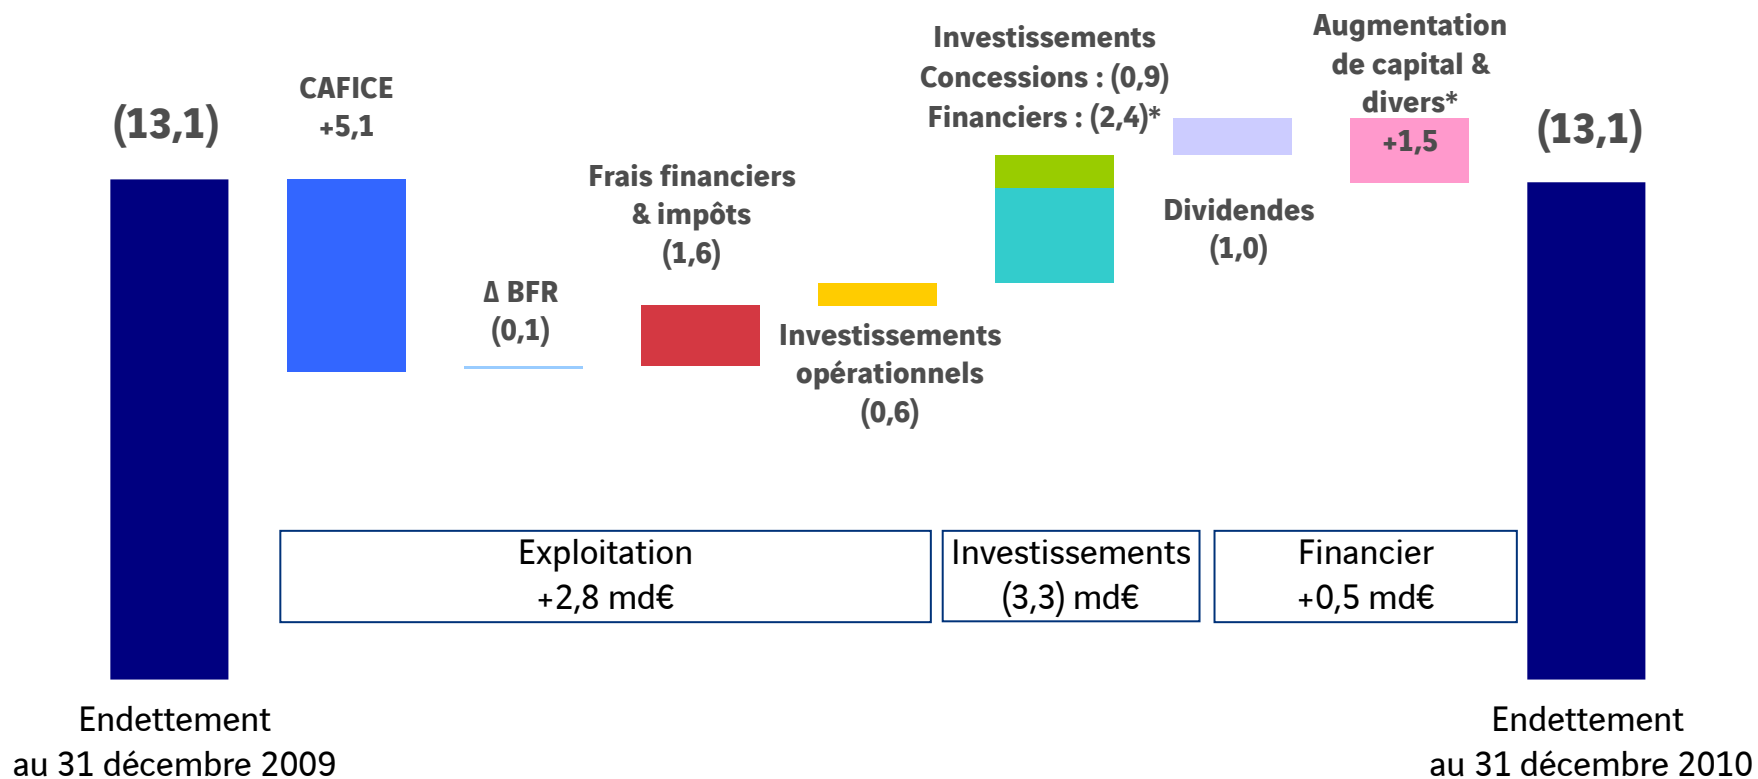 (13,1)
CAFICE
+5,1
Δ BFR
(0,1)
Frais financiers
& impôts
(1,6)
Investissements
opérationnels
(0,6)
Investissements
Concessions : (0,9)
Financiers : (2,4)*
Dividendes
(1,0)
Augmentation
de capital &
divers*
+1,5
(13,1)
Exploitation
+2,8 md€
Investissements
(3,3) md€
Financier
+0,5 md€
Endettement
au 31 décembre 2009
Endettement
au 31 décembre 2010